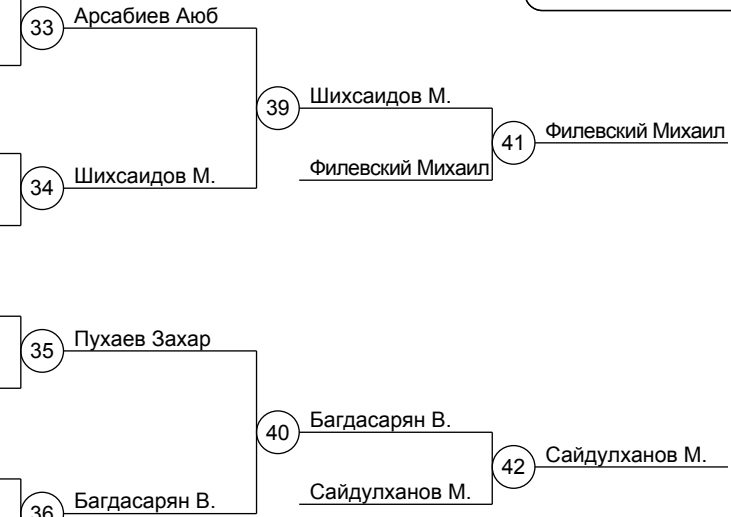 33
Арсабиев Аюб
39
Шихсаидов М.
41
Филевский Михаил
Филевский Михаил
34
Шихсаидов М.
35
Пухаев Захар
40
Багдасарян В.
42
Сайдулханов М.
Сайдулханов М.
36
Багдасарян В.